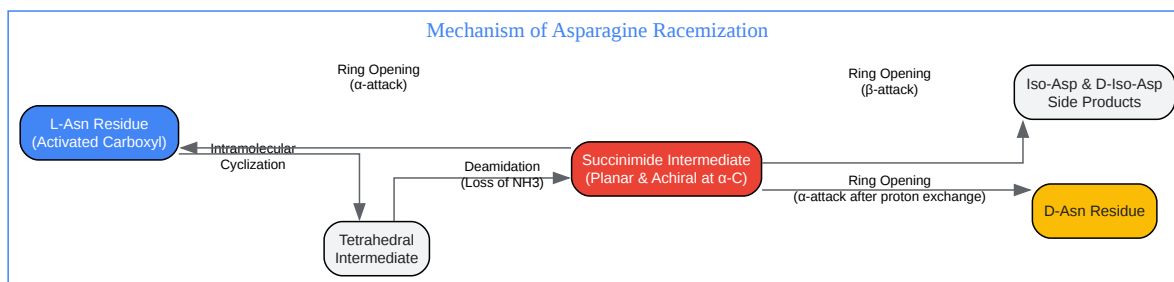 Mechanism of Asparagine Racemization
Ring Opening
(α-attack)
Ring Opening
(β-attack)
Iso-Asp & D-Iso-Asp
Side Products
L-Asn Residue
(Activated Carboxyl)
Intramolecular
Cyclization
Deamidation
(Loss of NH3)
Succinimide Intermediate
(Planar & Achiral at α-C)
Ring Opening
(α-attack after proton exchange)
D-Asn Residue
Tetrahedral
Intermediate